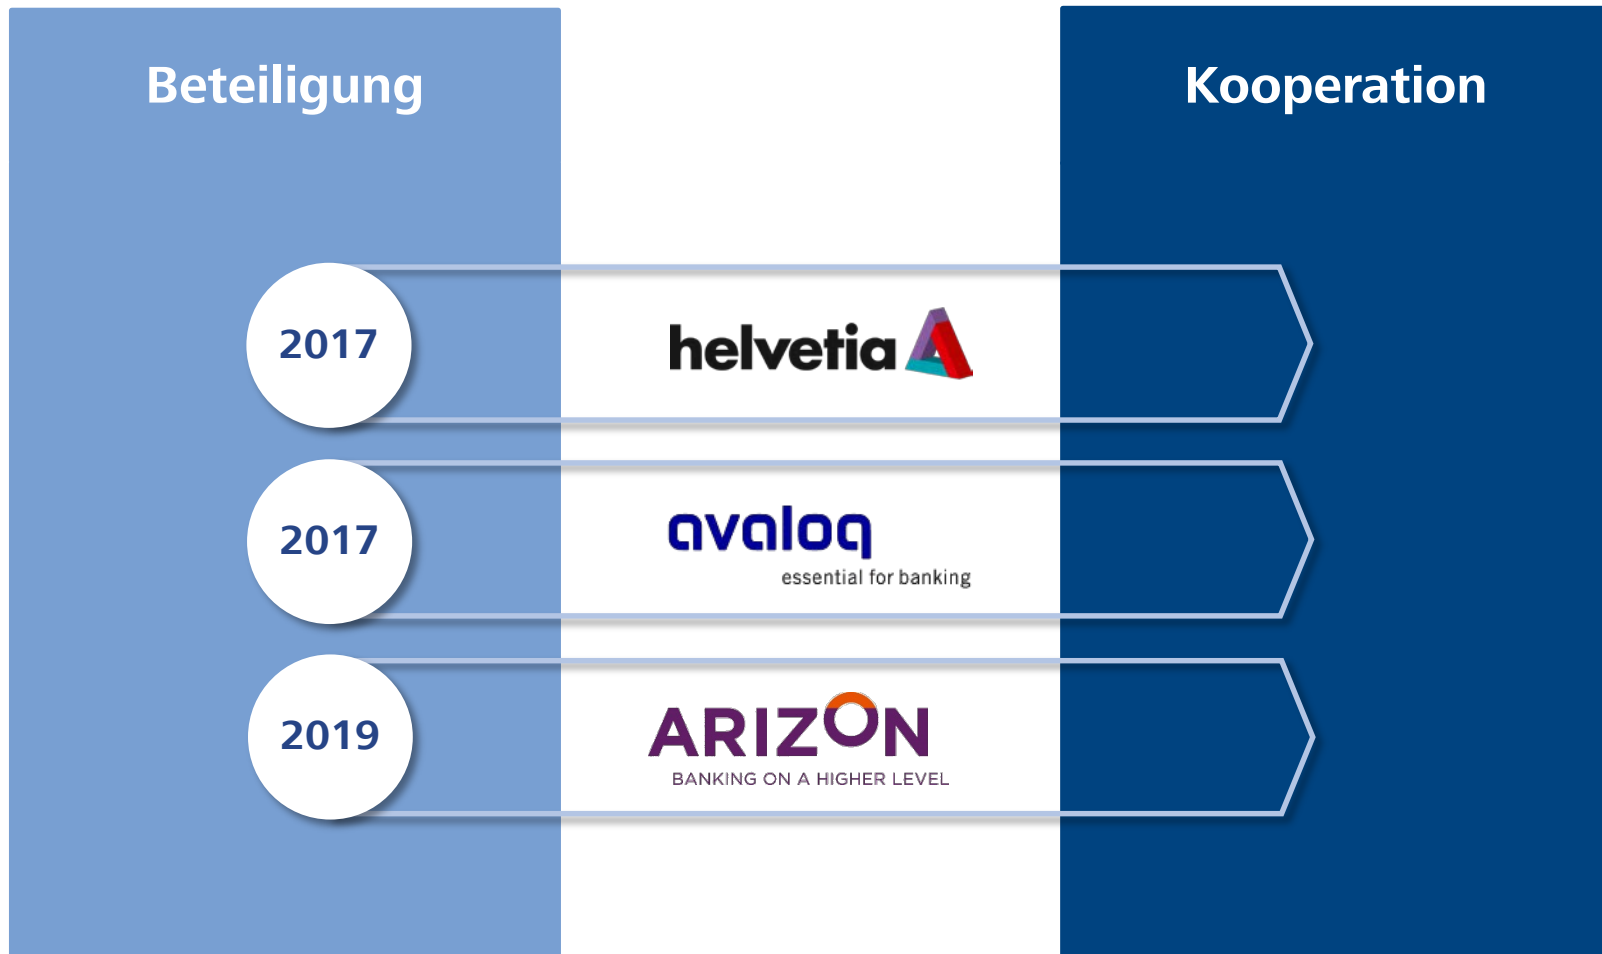 Beteiligung
Kooperation
2017
helvetia
2017
avaloq
essential for banking
2019
ARIZON
BANKING ON A HIGHER LEVEL